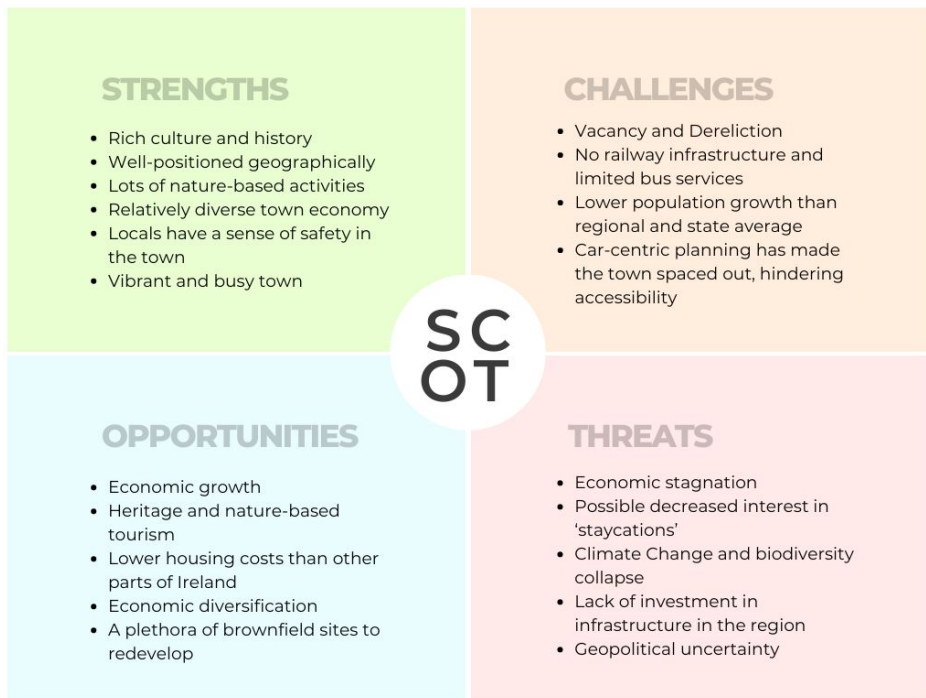 STRENGTHS
• Rich culture and history
• Well-positioned geographically
• Lots of nature-based activities
• Relatively diverse town economy
• Locals have a sense of safety in
the town
• Vibrant and busy town
CHALLENGES
• Vacancy and Dereliction
• No railway infrastructure and
limited bus services
• Lower population growth than
regional and state average
• Car-centric planning has made
the town spaced out, hindering
accessibility
SC
OT
OPPORTUNITIES
• Economic growth
• Heritage and nature-based
tourism
• Lower housing costs than other
parts of Ireland
• Economic diversification
• A plethora of brownfield sites to
redevelop
THREATS
• Economic stagnation
• Possible decreased interest in
‘staycations’
• Climate Change and biodiversity
collapse
• Lack of investment in
infrastructure in the region
• Geopolitical uncertainty